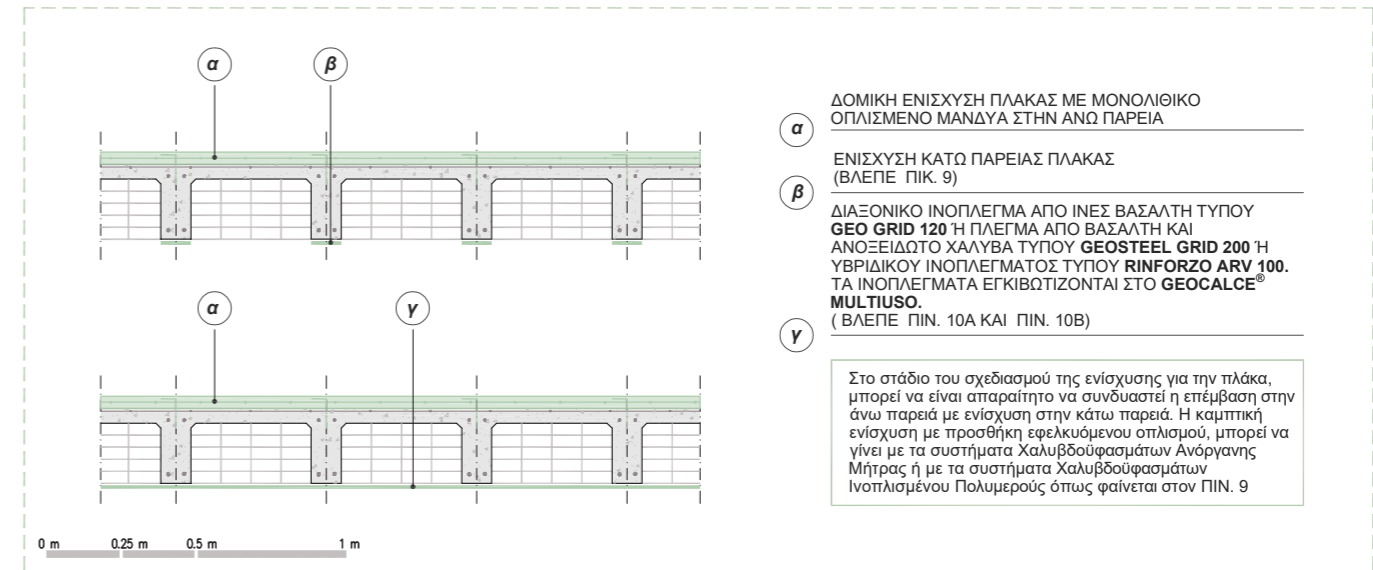 α
β
α
γ
0 m
0.25 m
0.5 m
1 m
ΔΟΜΙΚΗ ΕΝΙΣΧΥΣΗ ΠΛΑΚΑΣ ΜΕ ΜΟΝΟΛΙΘΙΚΟ
ΟΠΛΙΣΜΕΝΟ ΜΑΝΔΥΑ ΣΤΗΝ ΑΝΩ ΠΑΡΕΙΑ
α
ΕΝΙΣΧΥΣΗ ΚΑΤΩ ΠΑΡΕΙΑΣ ΠΛΑΚΑΣ
(ΒΛΕΠΕ ΠΙΚ. 9)
β
ΔΙΑΞΟΝΙΚΟ ΙΝΟΠΛΕΓΜΑ ΑΠΟ ΙΝΕΣ ΒΑΣΑΛΤΗ ΤΥΠΟΥ
GEO GRID 120 Ή ΠΛΕΓΜΑ ΑΠΟ ΒΑΣΑΛΤΗ ΚΑΙ
ΑΝΟΞΕΙΔΩΤΟ ΧΑΛΥΒΑ ΤΥΠΟΥ GEOSTEEL GRID 200 Ή
ΥΒΡΙΔΙΚΟΥ ΙΝΟΠΛΕΓΜΑΤΟΣ ΤΥΠΟΥ RINFORZO ARV 100.
ΤΑ ΙΝΟΠΛΕΓΜΑΤΑ ΕΓΚΙΒΩΤΙΖΟΝΤΑΙ ΣΤΟ GEOCALCE®
MULTIUSO.
( ΒΛΕΠΕ ΠΙΝ. 10Α ΚΑΙ ΠΙΝ. 10Β)
γ
Στο στάδιο του σχεδιασμού της ενίσχυσης για την πλάκα,
μπορεί να είναι απαραίτητο να συνδυαστεί η επέμβαση στην
άνω παρειά με ενίσχυση στην κάτω παρειά. Η καμπτική
ενίσχυση με προσθήκη εφελκυόμενου οπλισμού, μπορεί να
γίνει με τα συστήματα Χαλυβδοϋφασμάτων Ανόργανης
Μήτρας ή με τα συστήματα Χαλυβδοϋφασμάτων
Ινοπλισμένου Πολυμερούς όπως φαίνεται στον ΠΙΝ. 9